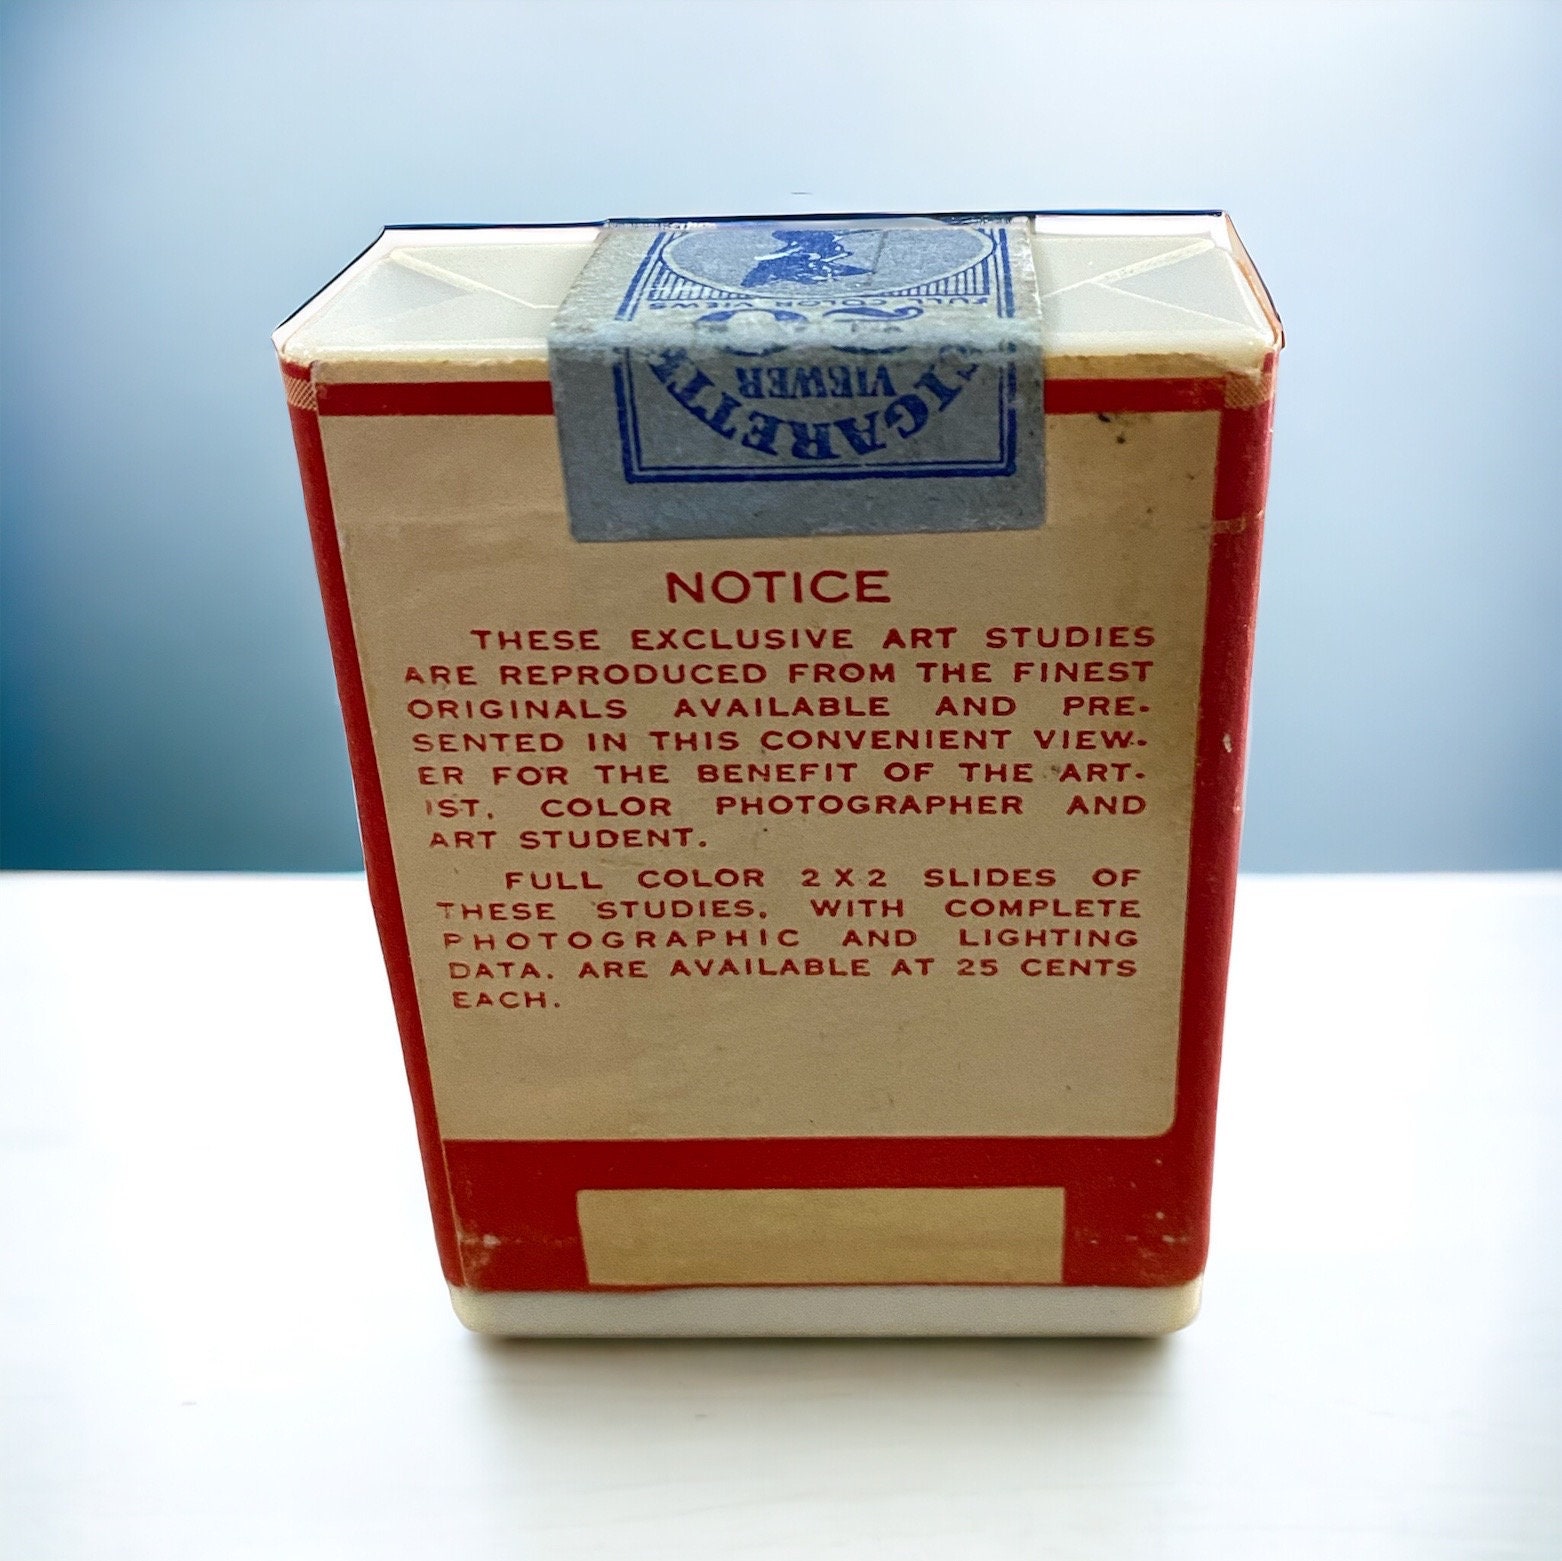 FULL COLOR VIEWS
20
VIEWER
CIGARETTE
NOTICE
THESE EXCLUSIVE ART STUDIES
ARE REPRODUCED FROM THE FINEST
ORIGINALS AVAILABLE AND PRE-
SENTED IN THIS CONVENIENT VIEW-
ER FOR THE BENEFIT OF THE ART-
IST, COLOR PHOTOGRAPHER AND
ART STUDENT.
FULL COLOR 2 X 2 SLIDES OF
THESE STUDIES, WITH COMPLETE
PHOTOGRAPHIC AND LIGHTING
DATA, ARE AVAILABLE AT 25 CENTS
EACH.